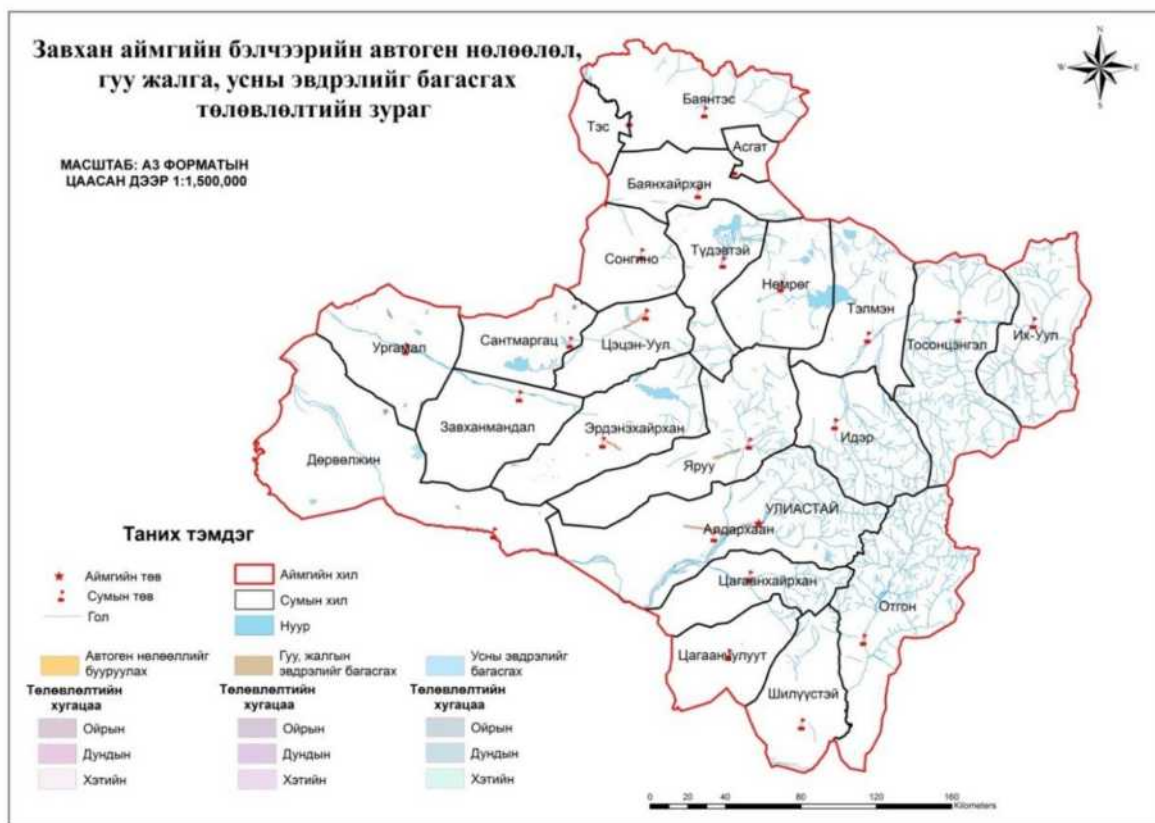 Завхан аймгийн бэлчээрийн автоген нөлөөлөл,
гуу жалга, усны эвдрэлийг багасгах
төлөвлөлтийн зураг
МАСШТАБ: А3 ФОРМАТЫН
ЦААСАН ДЭЭР 1:1,500,000
N
W
E
S
Баянтэс
Тэс
Асгат
Баянхайрхан
Сонгино
Түдэвтэй
Нөмрөг
Тэлмэн
Тосонцэнгэл
Их-Уул
Ургамал
Сантмаргац
Цэцэн-Уул
Завханмандал
Эрдэнэхайрхан
Идэр
Дөрвөлжин
Яруу
УЛИАСТАЙ
Алдархаан
Цагаанхайрхан
Отгон
Цагаанчулуут
Шилүүстэй
Таних тэмдэг
Аймгийн төв
Сумын төв
Гол
Аймгийн хил
Сумын хил
Нуур
Автоген нөлөөллийг
бууруулах
Гуу, жалгын
эвдрэлийг багасгах
Усны эвдрэлийг
багасгах
Төлөвлөлтийн
хугацаа
Төлөвлөлтийн
хугацаа
Төлөвлөлтийн
хугацаа
Ойрын
Ойрын
Ойрын
Дундын
Дундын
Дундын
Хэтийн
Хэтийн
Хэтийн
0 20 40 80 120 160
Kilometers